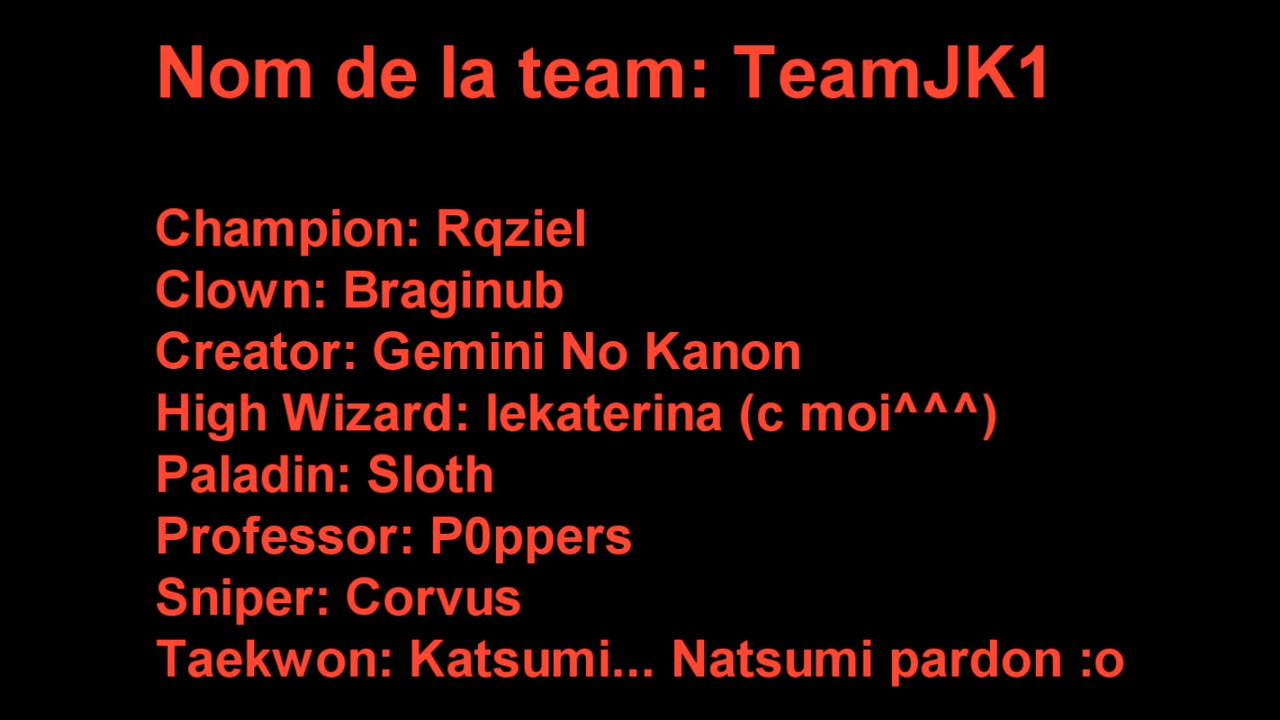 Nom de la team: TeamJK1
Champion: Rqziel
Clown: Braginub
Creator: Gemini No Kanon
High Wizard: Iekaterina (c moi^^^)
Paladin: Sloth
Professor: P0ppers
Sniper: Corvus
Taekwon: Katsumi... Natsumi pardon :o